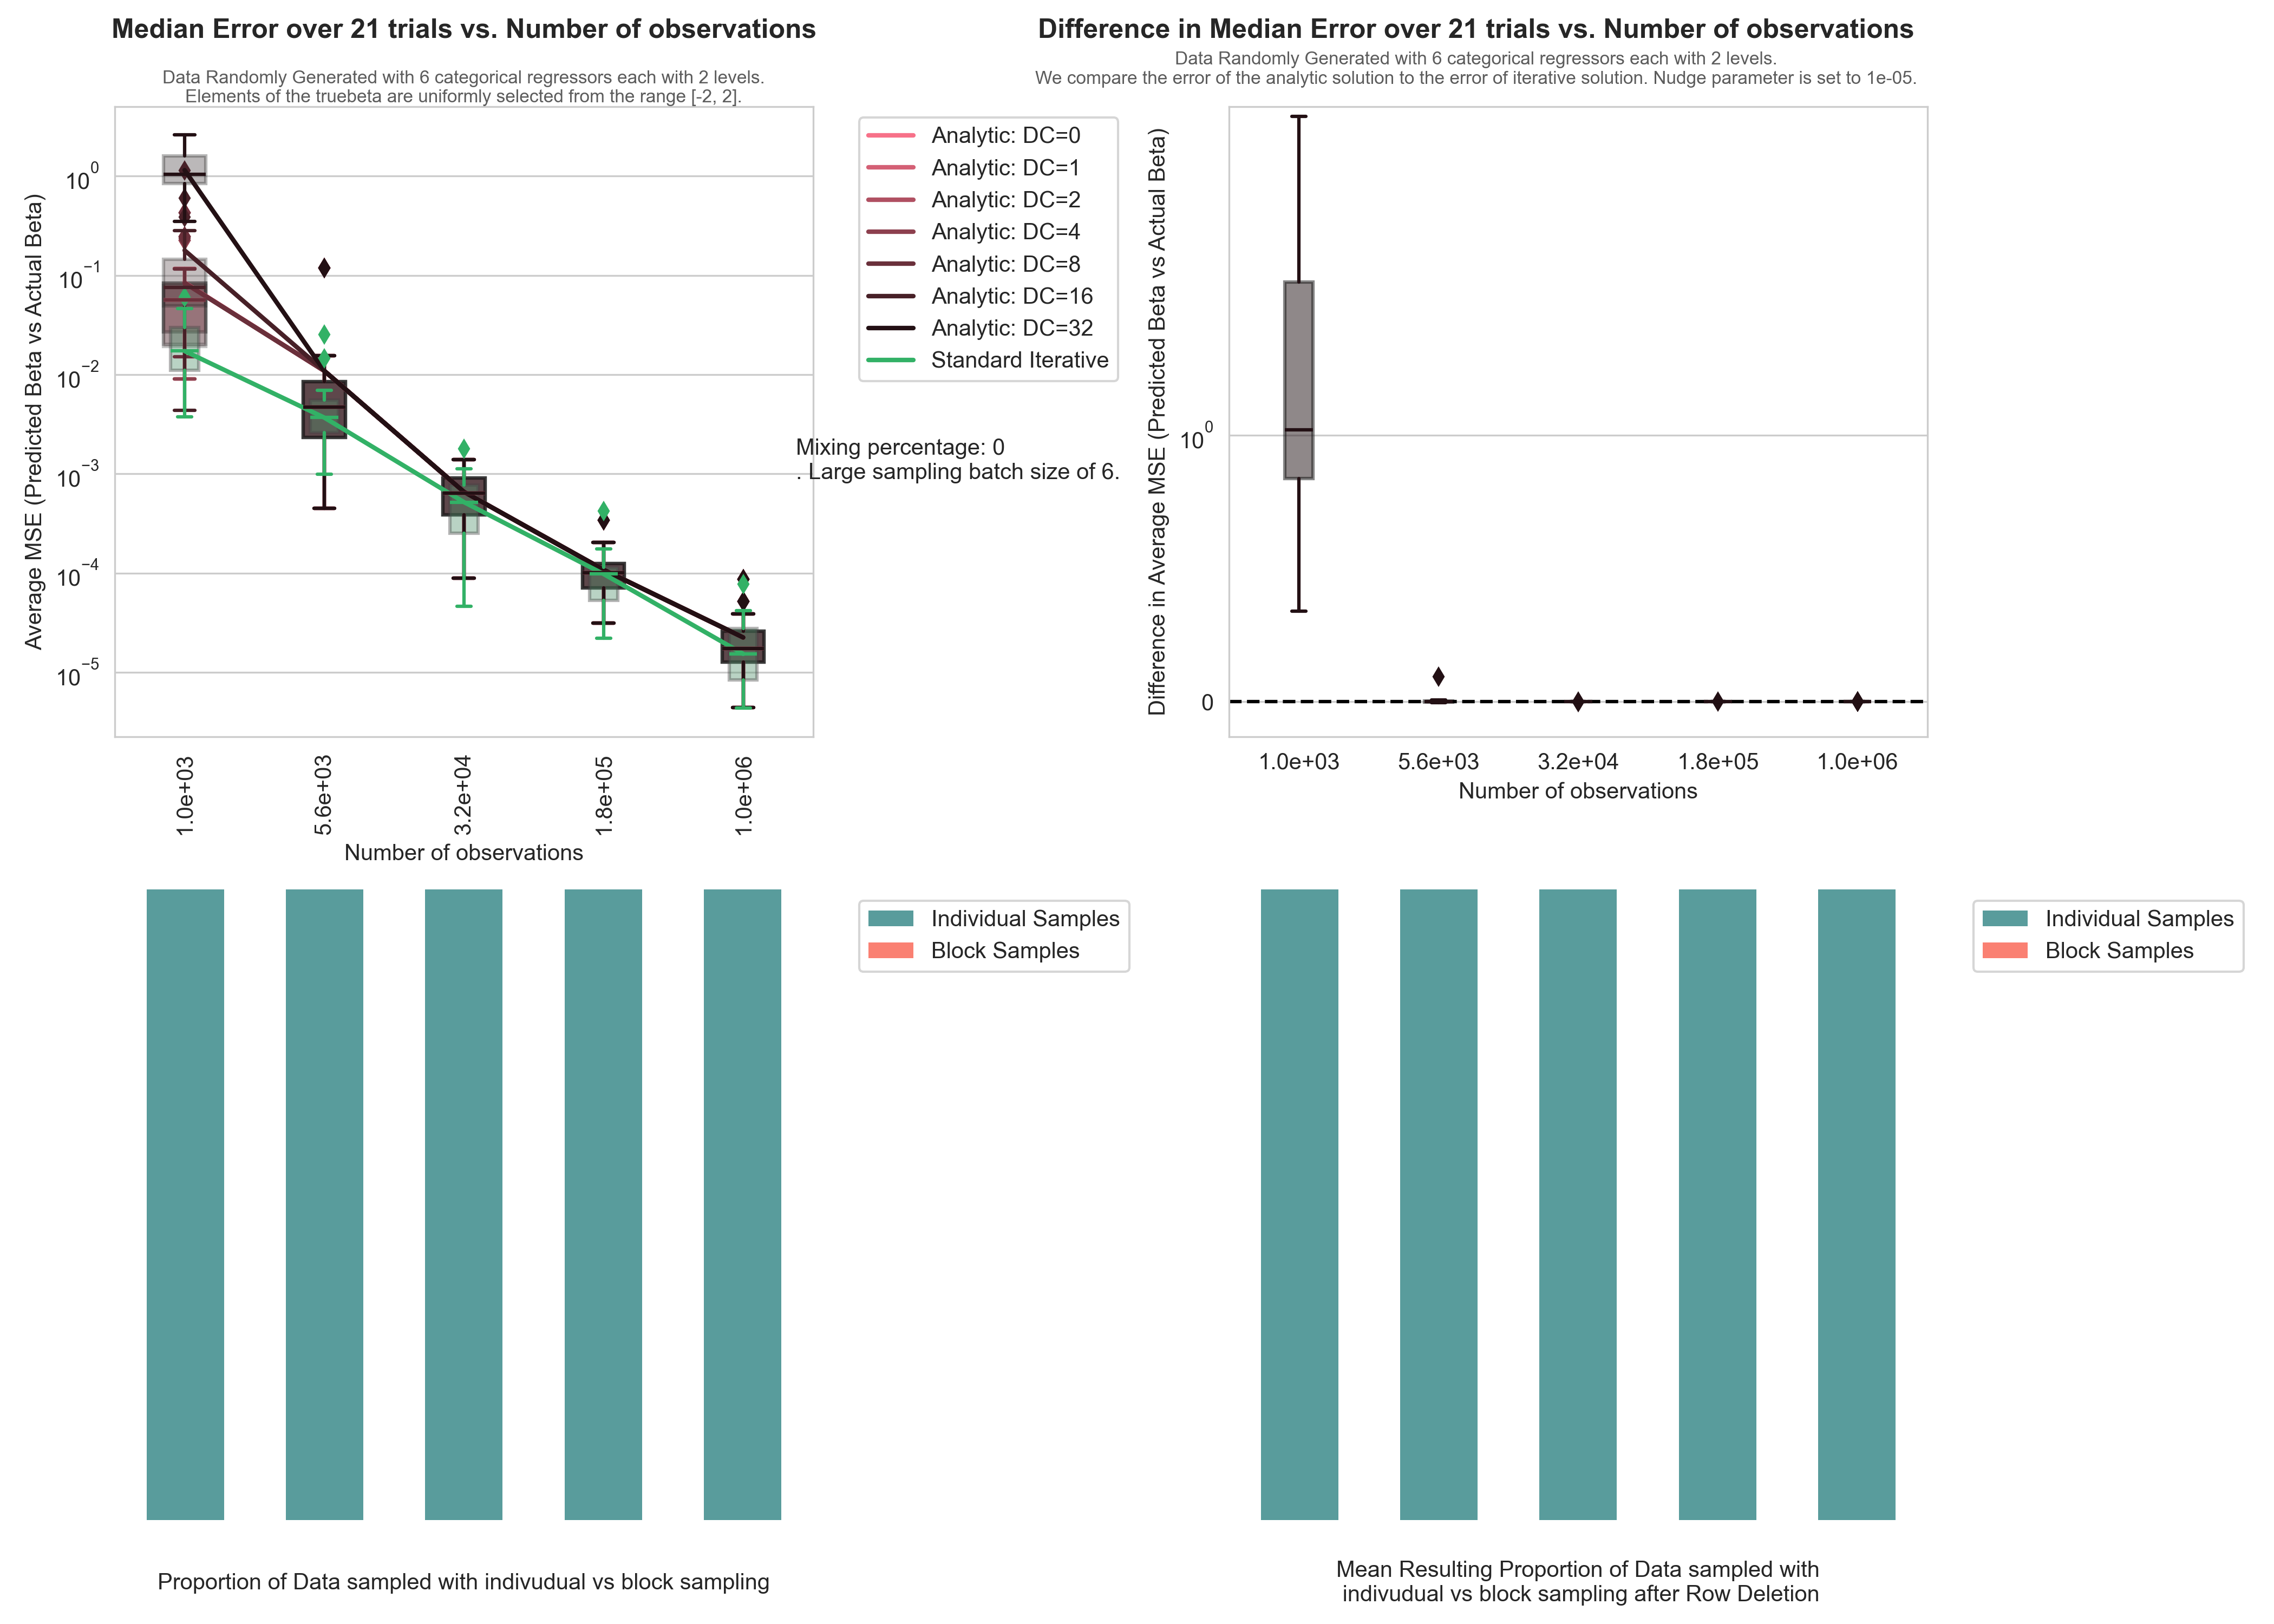 Median Error over 21 trials vs. Number of observations
Data Randomly Generated with 6 categorical regressors each with 2 levels.
Elements of the truebeta are uniformly selected from the range [-2, 2].
Average MSE (Predicted Beta vs Actual Beta)
10^0
10^−1
10^−2
10^−3
10^−4
10^−5
1.0e+03
5.6e+03
3.2e+04
1.8e+05
1.0e+06
Number of observations
Analytic: DC=0
Analytic: DC=1
Analytic: DC=2
Analytic: DC=4
Analytic: DC=8
Analytic: DC=16
Analytic: DC=32
Standard Iterative
Mixing percentage: 0
. Large sampling batch size of 6.
Difference in Median Error over 21 trials vs. Number of observations
Data Randomly Generated with 6 categorical regressors each with 2 levels.
We compare the error of the analytic solution to the error of iterative solution. Nudge parameter is set to 1e-05.
Difference in Average MSE (Predicted Beta vs Actual Beta)
10^0
0
1.0e+03
5.6e+03
3.2e+04
1.8e+05
1.0e+06
Number of observations
Individual Samples
Block Samples
Proportion of Data sampled with indivudual vs block sampling
Individual Samples
Block Samples
Mean Resulting Proportion of Data sampled with
indivudual vs block sampling after Row Deletion